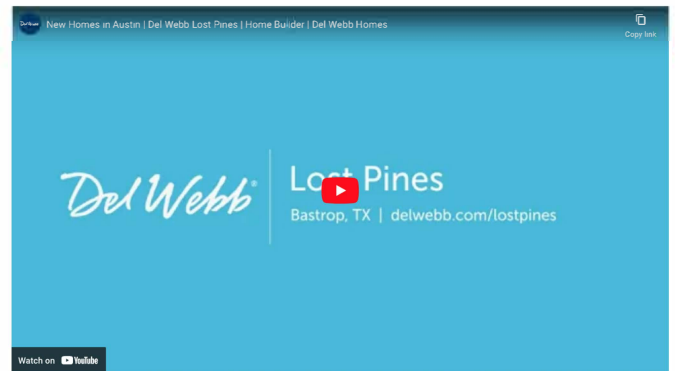 New Homes in Austin | Del Webb Lost Pines | Home Builder | Del Webb Homes
Copy link
Del Webb®
Lost Pines
Bastrop, TX | delwebb.com/lostpines
Watch on YouTube